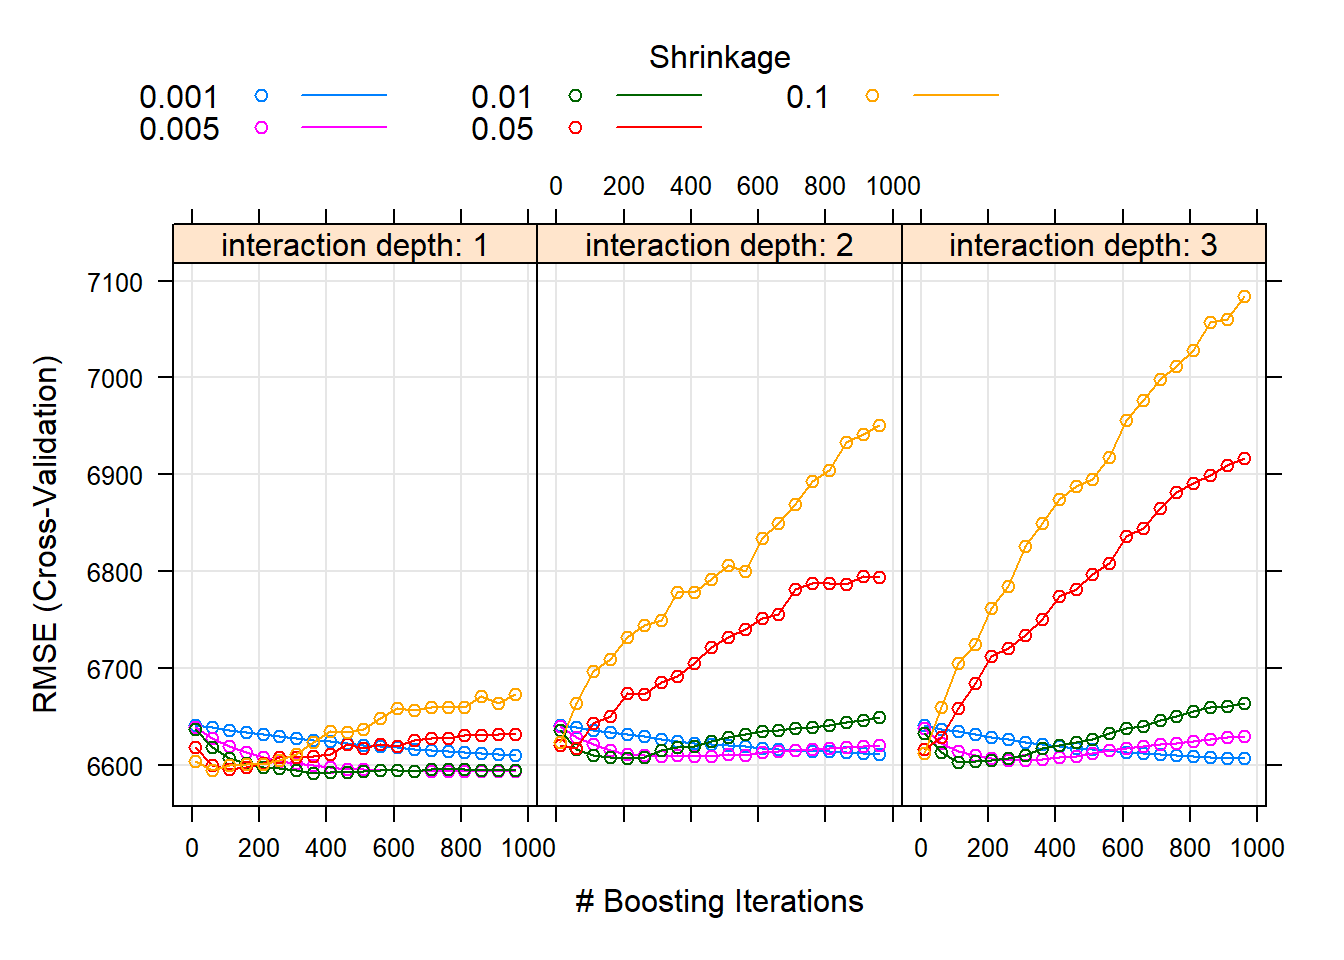 Shrinkage
0.001 0.01 0.1
0.005 0.05
0 200 400 600 800 1000
interaction depth: 1 interaction depth: 2 interaction depth: 3
7100
7000
6900
6800
6700
6600
RMSE (Cross-Validation)
0 200 400 600 800 1000 0 200 400 600 800 1000
# Boosting Iterations